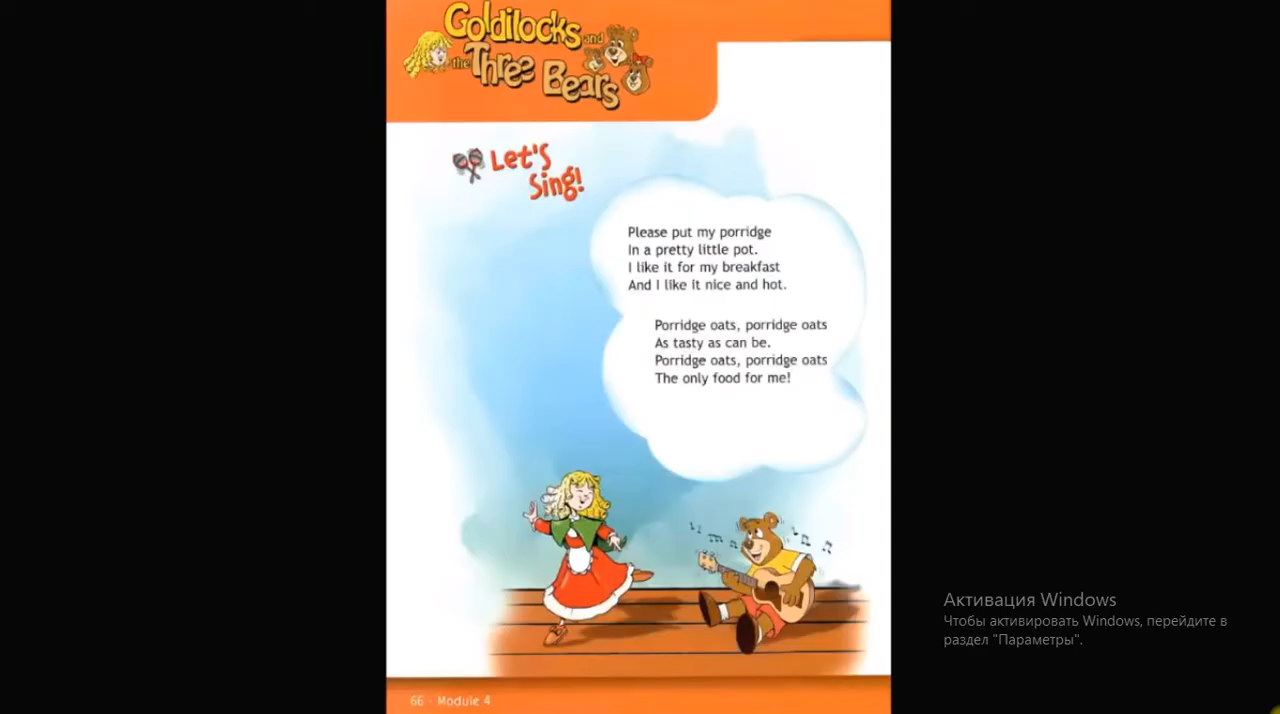 Goldilocks and
the Three Bears
Let's
Sing!
Please put my porridge
In a pretty little pot.
I like it for my breakfast
And I like it nice and hot.
Porridge oats, porridge oats
As tasty as can be.
Porridge oats, porridge oats
The only food for me!
Активация Windows
Чтобы активировать Windows, перейдите в
раздел "Параметры".
66 - Module 4